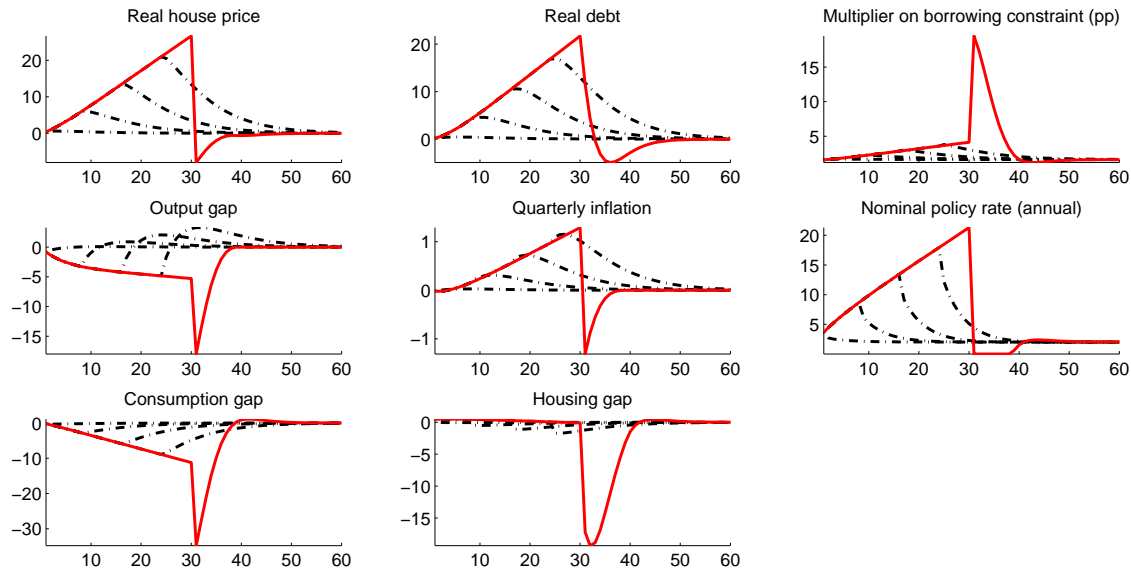 Real house price
Real debt
Multiplier on borrowing constraint (pp)
20
10
0
10 20 30 40 50 60
20
10
0
10 20 30 40 50 60
15
10
5
10 20 30 40 50 60
Output gap
Quarterly inflation
Nominal policy rate (annual)
0
−5
−10
−15
10 20 30 40 50 60
1
0
−1
10 20 30 40 50 60
20
15
10
5
10 20 30 40 50 60
Consumption gap
Housing gap
0
−10
−20
−30
10 20 30 40 50 60
0
−5
−10
−15
10 20 30 40 50 60